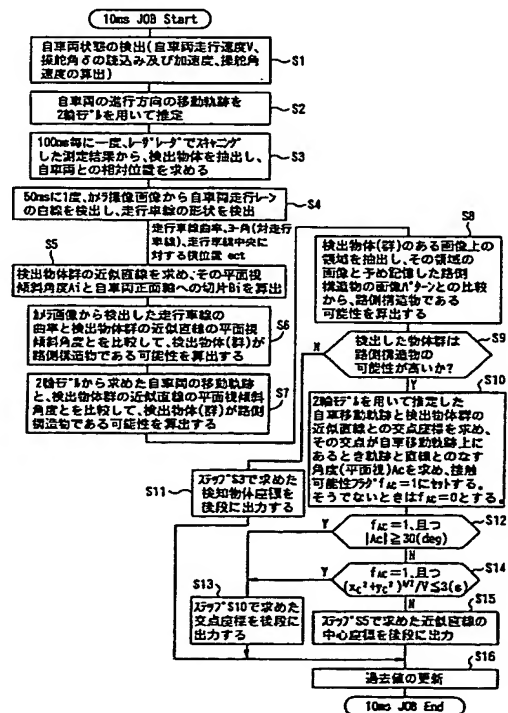 10ms JOB Start
自車両状態の検出(自車両走行速度V、
操舵角δの読込み及び加速度、操舵角
速度の算出)
S1
自車両の進行方向の移動軌跡を
2輪モデルを用いて推定
S2
100ms毎に一度、レーザレーダでスキャニング
した測定結果から、検出物体を抽出し、
自車両との相対位置を求める
S3
50msに1度、カメラ撮像画像から自車両走行レーン
の白線を検出し、走行車線の形状を検出
S4
走行車線曲率、ヨー角(対走行
車線)、走行車線中央に
対する横位置 ect
S5
検出物体群の近似直線を求め、その平面視
傾斜角度Aiと自車両正面軸への切片Biを算出
カメラ画像から検出した走行車線の
曲率と検出物体群の近似直線の平面視
傾斜角度とを比較して、検出物体(群)が
路側構造物である可能性を算出する
S6
2輪モデルから求めた自車両の移動軌跡
と、検出物体群の近似直線の平面視傾斜
角度とを比較して、検出物体(群)が路側
構造物である可能性を算出する
S7
S8
検出物体(群)のある画像上の
領域を抽出し、その領域の
画像と予め記憶した路側
構造物の画像パターンとの比較
から、路側構造物である
可能性を算出する
S9
検出した物体群は
路側構造物の
可能性が高いか?
N
Y
S10
2輪モデルを用いて推定した
自車移動軌跡と検出物体群の
近似直線との交点座標を求め、
その交点が自車移動軌跡上に
あるとき軌跡と直線とのなす
角度(平面視)Acを求め、接触
可能性フラグfAC=1にセットする。
そうでないときはfAC=0とする。
S11
ステップS3で求めた
検知物体座標を
後段に出力する
S12
fAC=1、且つ
|Ac|≧30(deg)
Y
N
S14
fAC=1、且つ
(xc²+yc²)^1/2/V≦3(s)
Y
N
S13
ステップS10で求めた
交点座標を後段に
出力する
S15
ステップS5で求めた近似直線の
中心座標を後段に出力
S16
過去値の更新
10ms JOB End